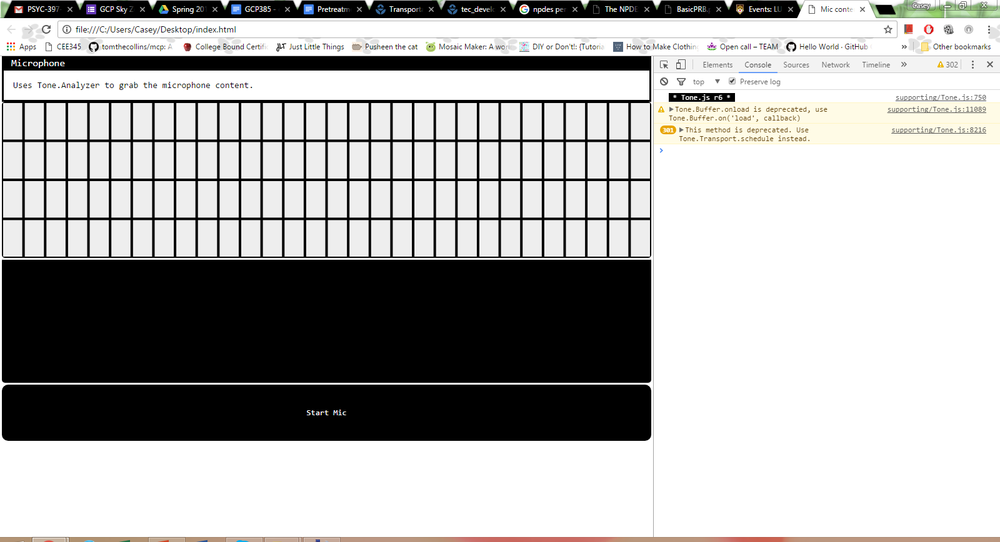 PSYC-397-
GCP Sky Z
Spring 201
GCP385 -
Pretreatm
Transporta
tec_develo
npdes per
The NPDE
BasicPRB.p
Events: LU
Mic conte
Casey
file:///C:/Users/Casey/Desktop/index.html
Apps
CEE345
tomthecollins/mcp: A
College Bound Certific
JLT Just Little Things
Pusheen the cat
Mosaic Maker: A wor
DIY or Don't!: {Tutoria
How to Make Clothing
Open call – TEAM
Hello World · GitHub
»
Other bookmarks
Microphone
Uses Tone.Analyzer to grab the microphone content.
Start Mic
Elements Console Sources Network Timeline » 302
top Preserve log
* Tone.js r6 * supporting/Tone.js:750
Tone.Buffer.onload is deprecated, use supporting/Tone.js:11089
Tone.Buffer.on('load', callback)
301 This method is deprecated. Use supporting/Tone.js:8216
Tone.Transport.schedule instead.